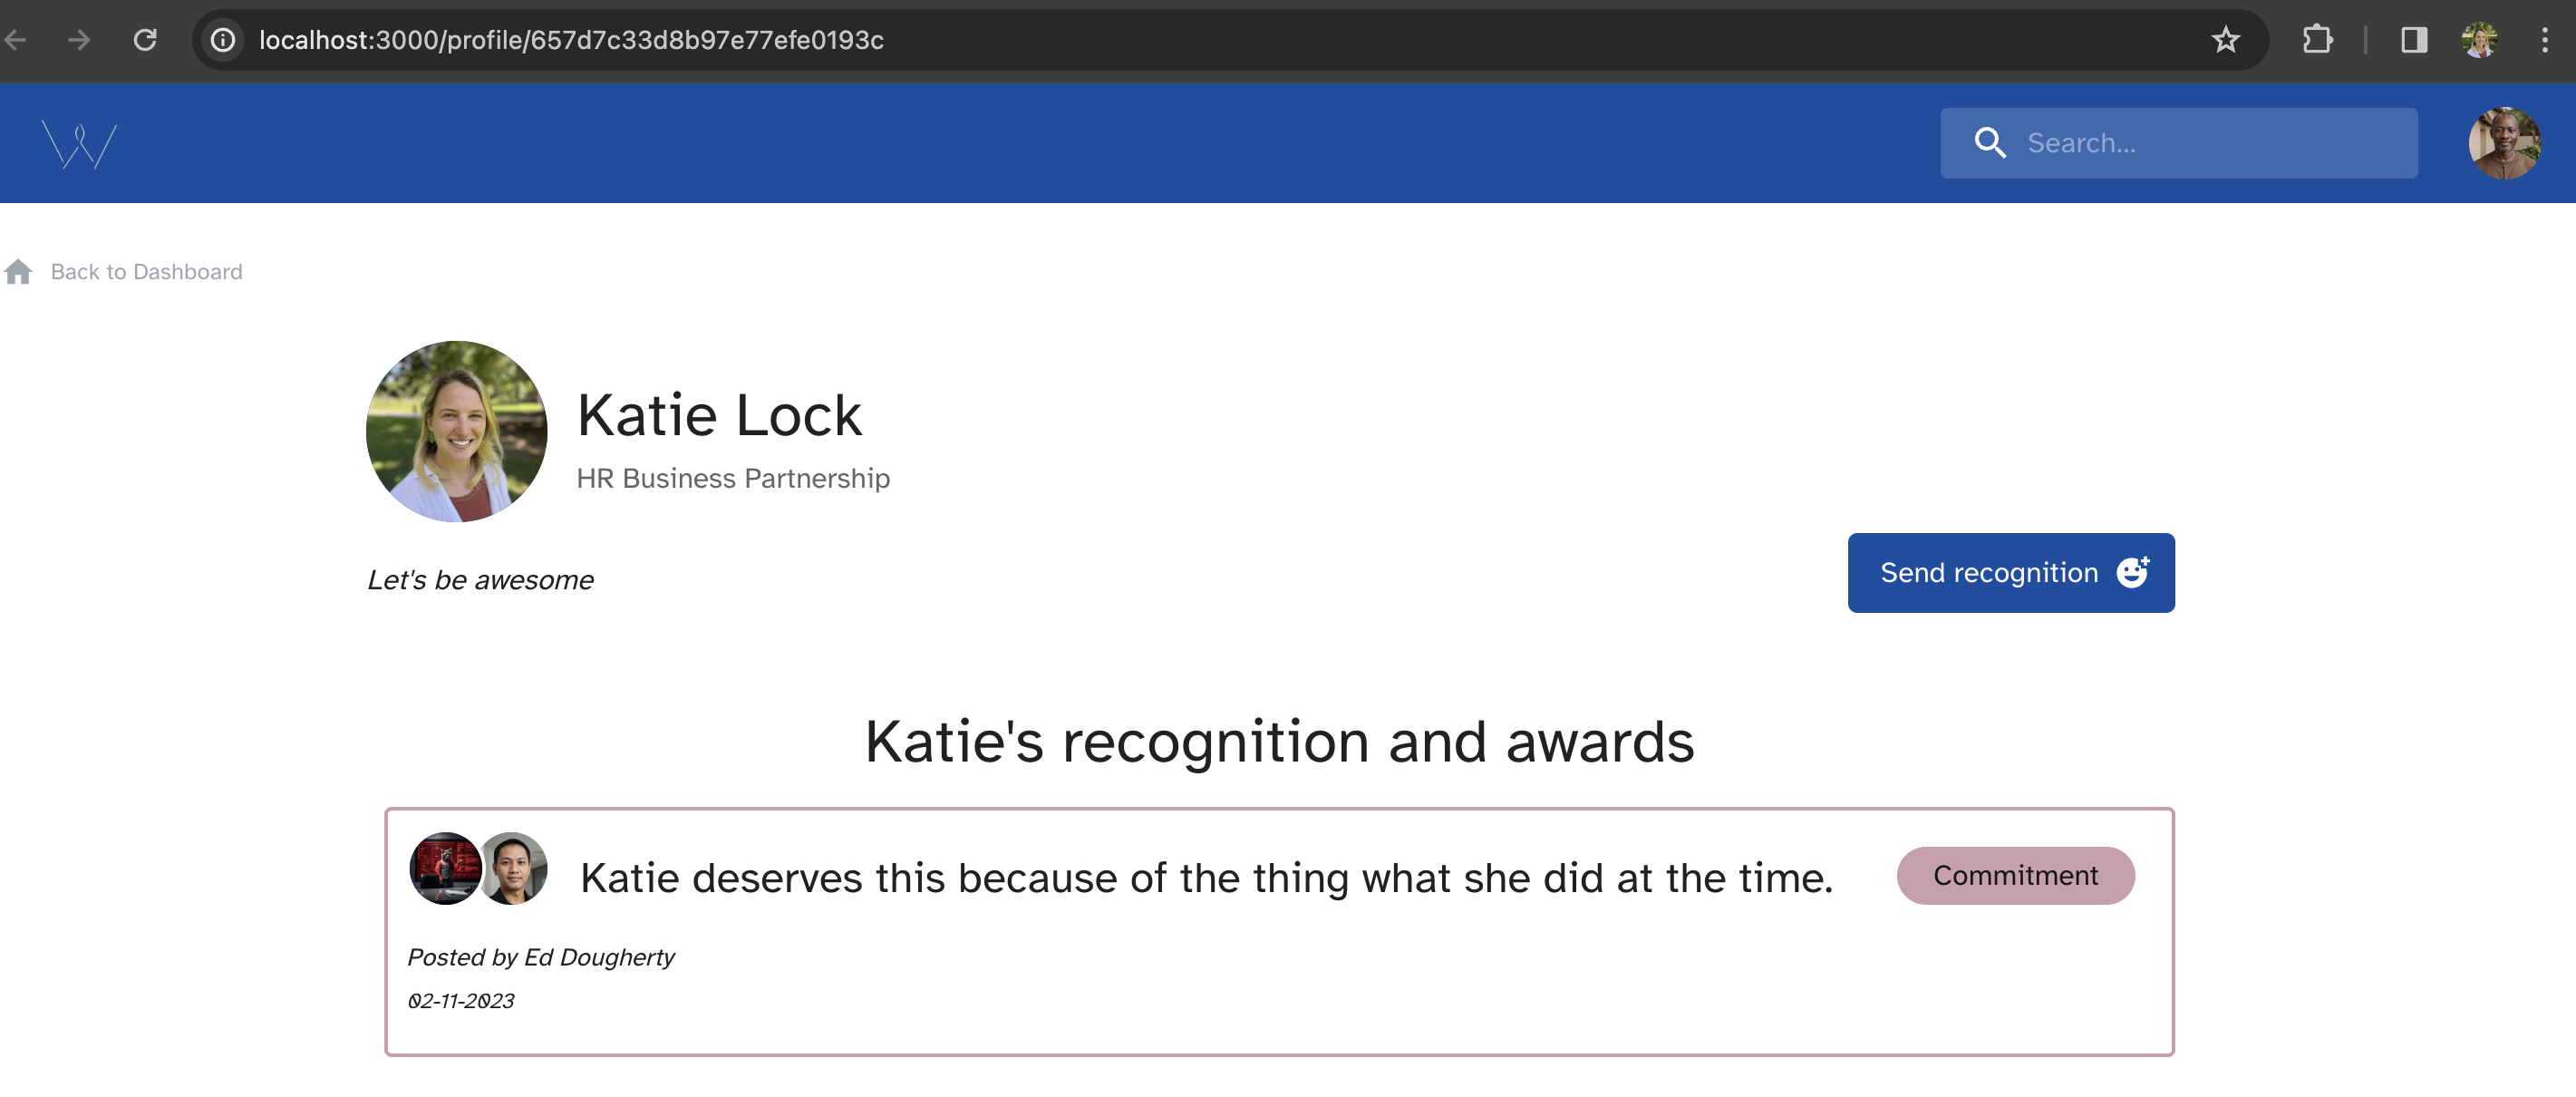 localhost:3000/profile/657d7c33d8b97e77efe0193c
Search...
Back to Dashboard
Katie Lock
HR Business Partnership
Let's be awesome
Send recognition
Katie's recognition and awards
Katie deserves this because of the thing what she did at the time.
Commitment
Posted by Ed Dougherty
02-11-2023